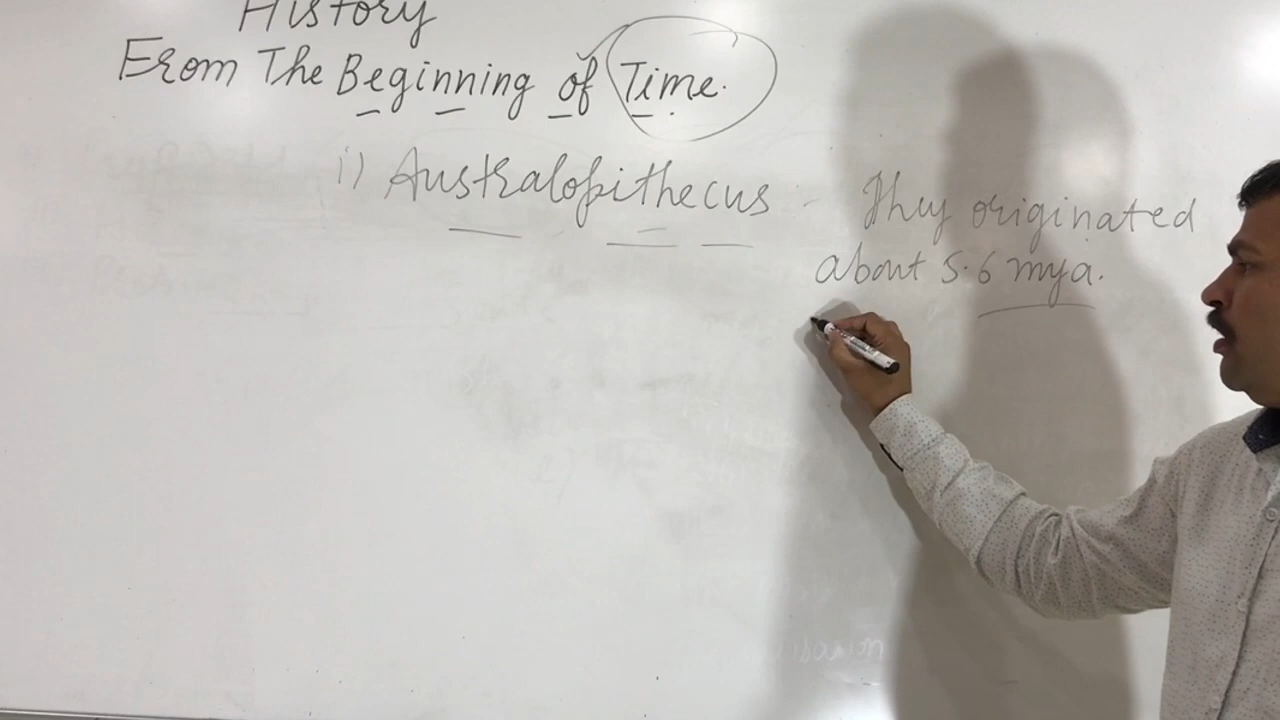 History
From The Beginning of Time.
i) Australopithecus - They originated
about 5.6 mya.